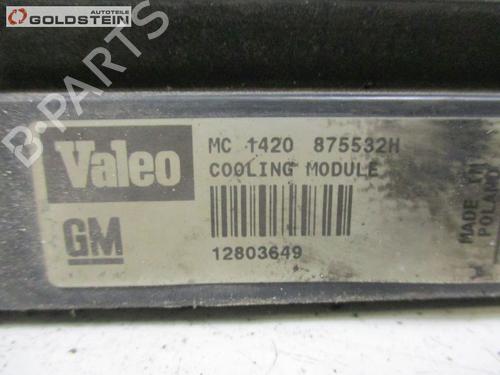 AUTOTEILE
GOLDSTEIN
B-PARTS
Valeo
GM
MC 1420 875532H
COOLING MODULE
12803649
MADE IN
POLAND